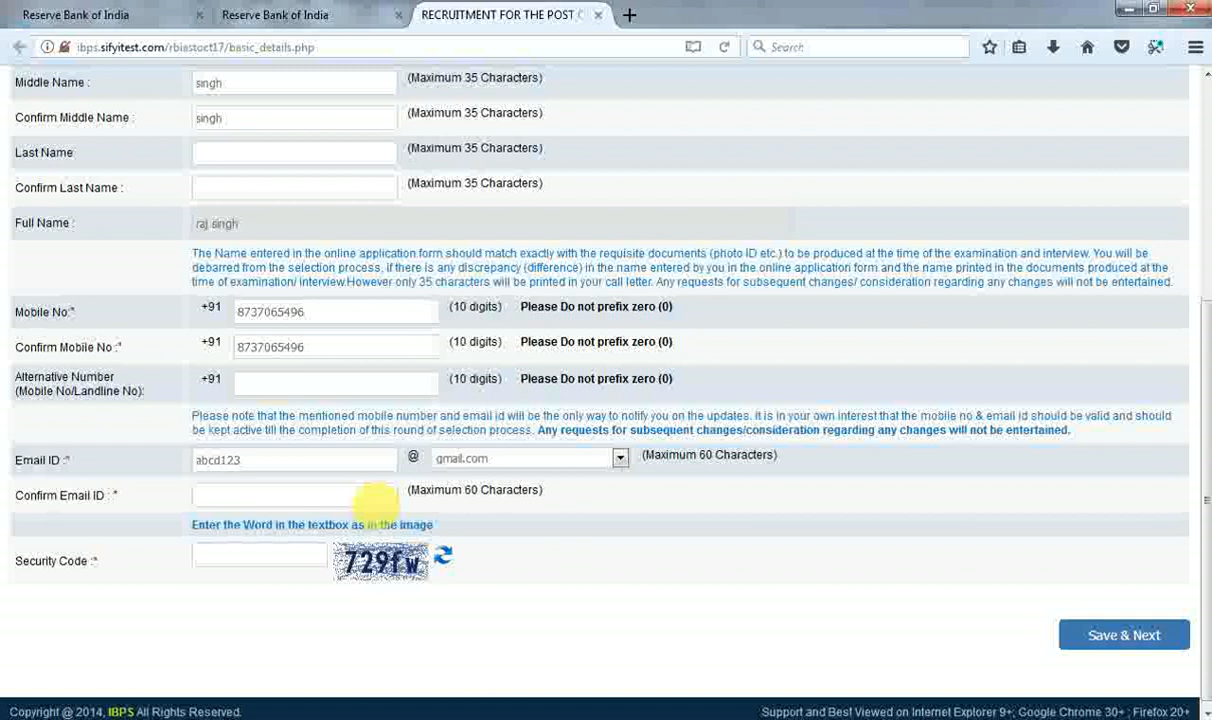 Reserve Bank of India
Reserve Bank of India
RECRUITMENT FOR THE POST
ibps.sifyitest.com/rbiastoct17/basic_details.php
Search
Middle Name : singh (Maximum 35 Characters)
Confirm Middle Name : singh (Maximum 35 Characters)
Last Name (Maximum 35 Characters)
Confirm Last Name : (Maximum 35 Characters)
Full Name : raj singh
The Name entered in the online application form should match exactly with the requisite documents (photo ID etc.) to be produced at the time of the examination and interview. You will be
debarred from the selection process, if there is any discrepancy (difference) in the name entered by you in the online application form and the name printed in the documents produced at the
time of examination/ interview.However only 35 characters will be printed in your call letter. Any requests for subsequent changes/ consideration regarding any changes will not be entertained.
Mobile No:* +91 8737065496 (10 digits) Please Do not prefix zero (0)
Confirm Mobile No :* +91 8737065496 (10 digits) Please Do not prefix zero (0)
Alternative Number
(Mobile No/Landline No): +91 (10 digits) Please Do not prefix zero (0)
Please note that the mentioned mobile number and email id will be the only way to notify you on the updates. It is in your own interest that the mobile no & email id should be valid and should
be kept active till the completion of this round of selection process. Any requests for subsequent changes/consideration regarding any changes will not be entertained.
Email ID :* abcd123 @ gmail.com (Maximum 60 Characters)
Confirm Email ID : * (Maximum 60 Characters)
Enter the Word in the textbox as in the image
Security Code :* 729fw
Save & Next
Copyright @ 2014, IBPS All Rights Reserved. Support and Best Viewed on Internet Explorer 9+; Google Chrome 30+ ; Firefox 20+